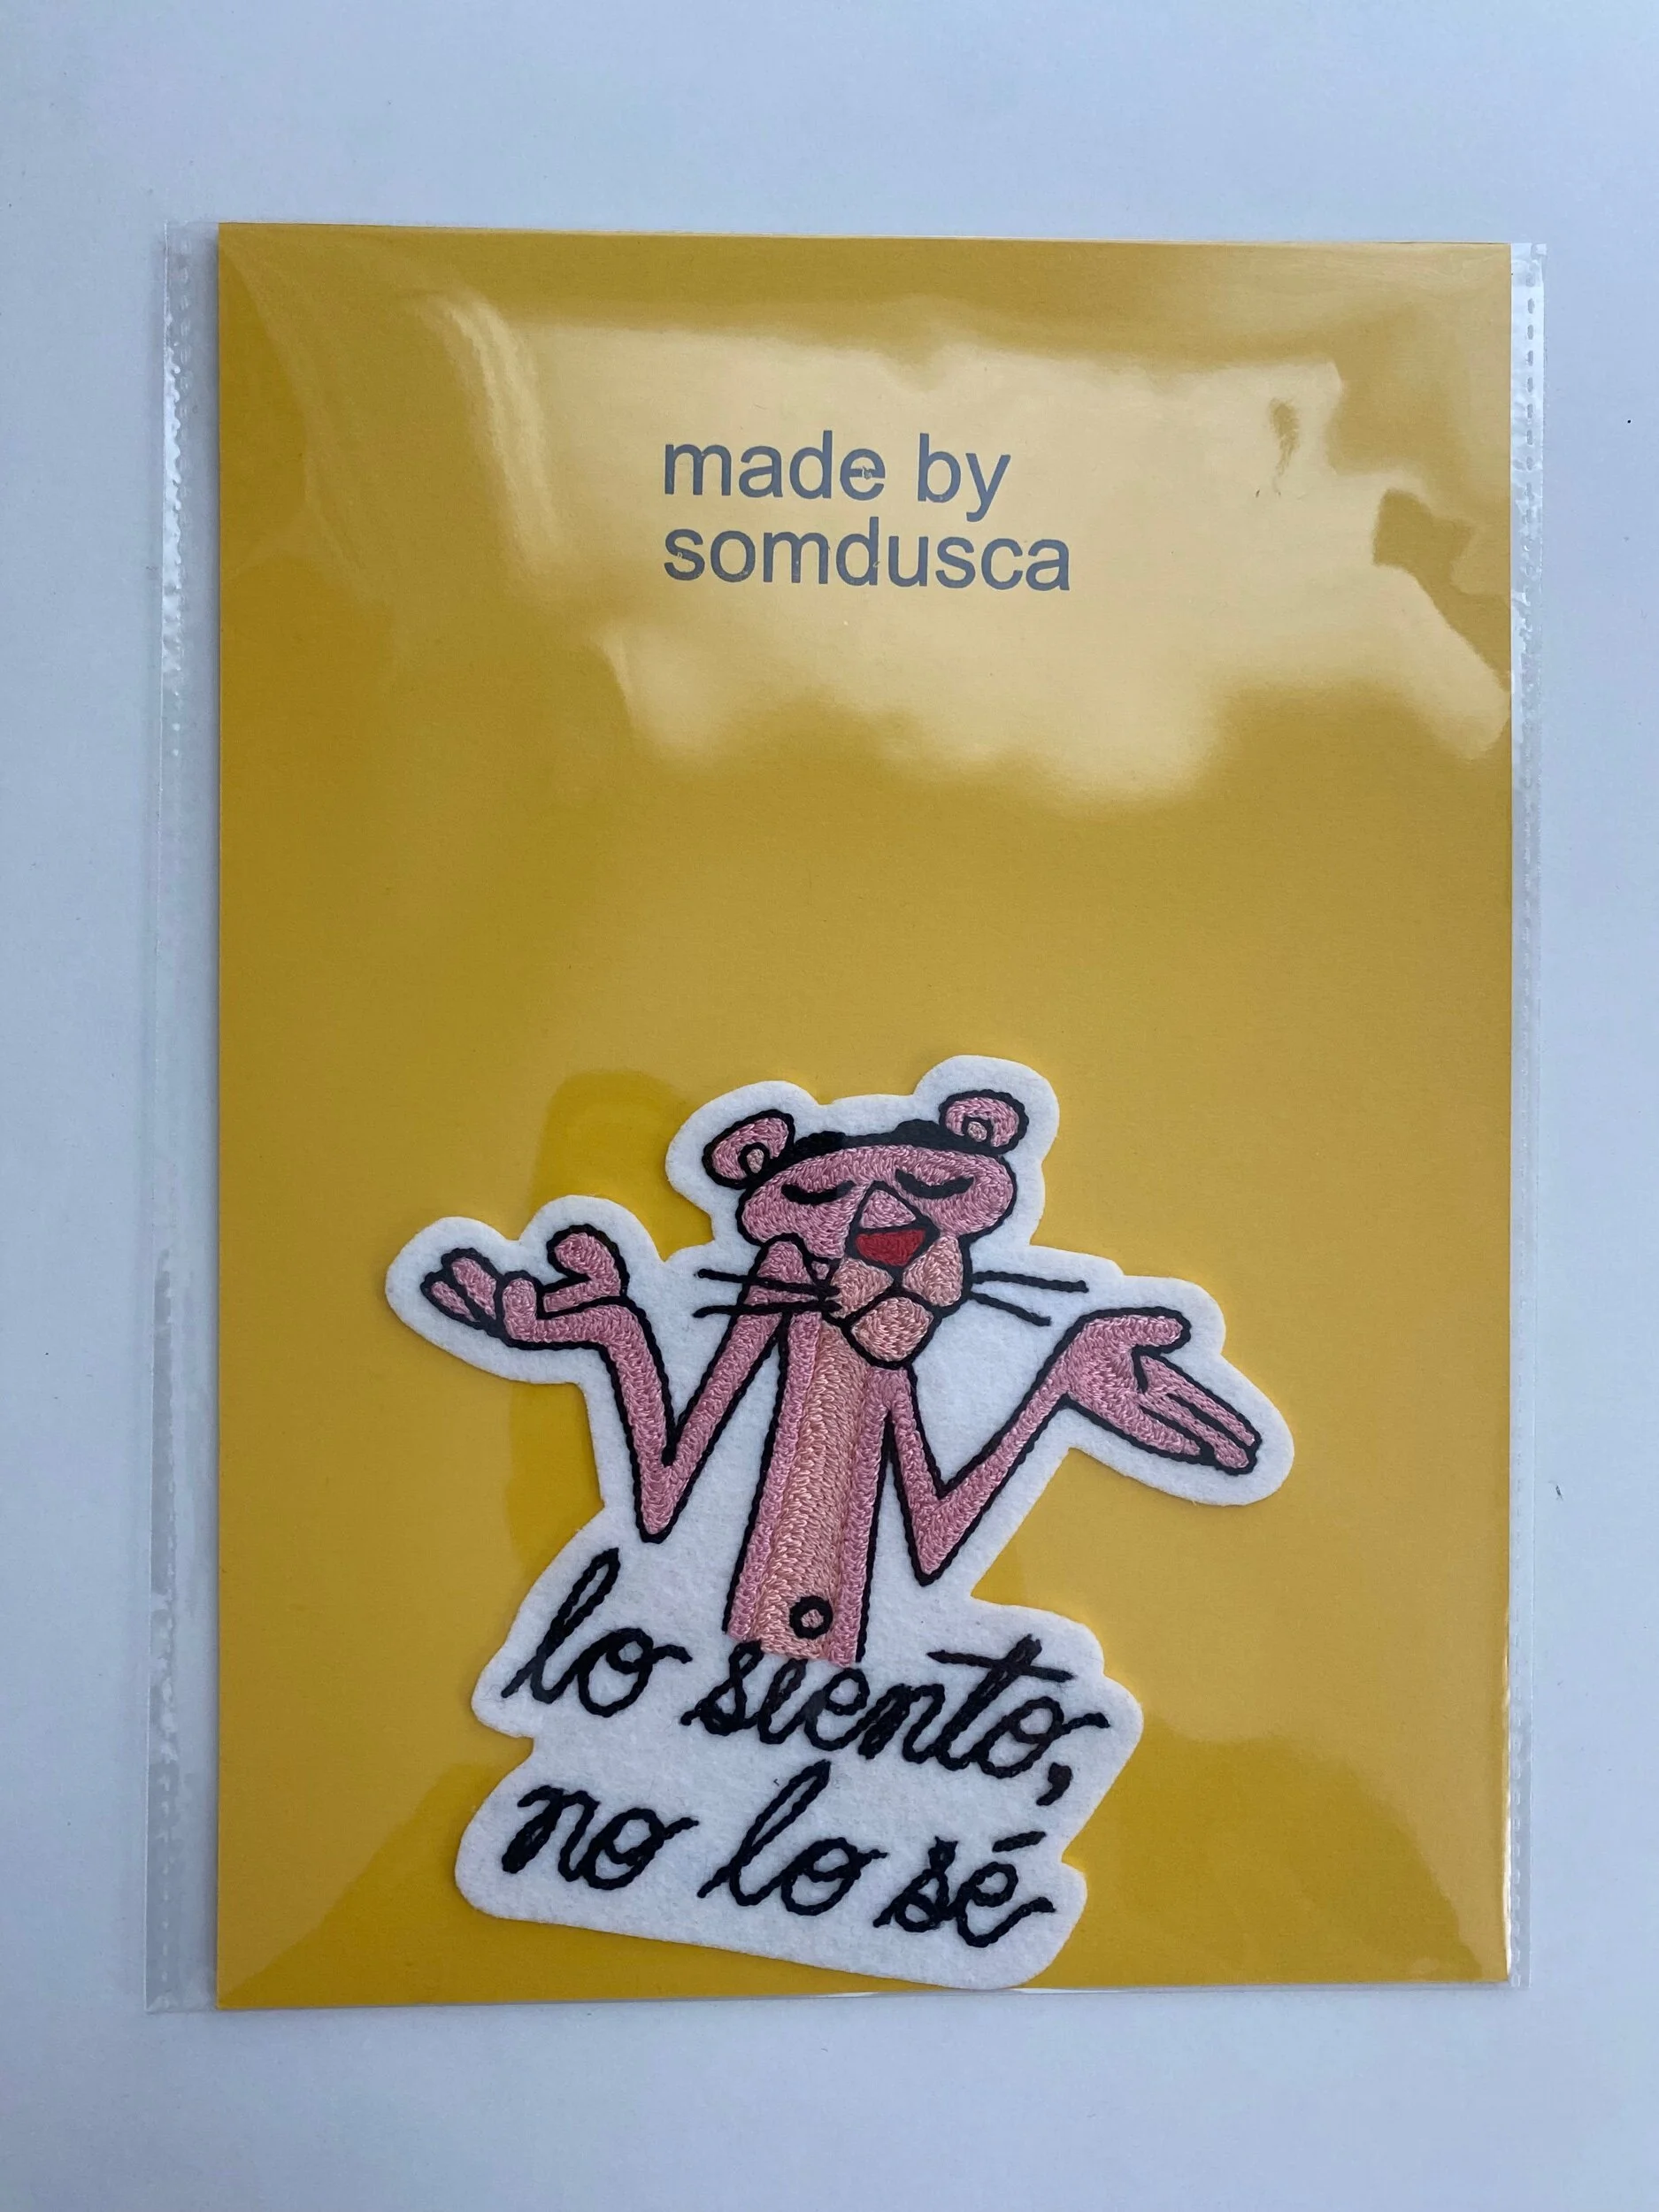 made by
somdusca
lo siento,
no lo sé